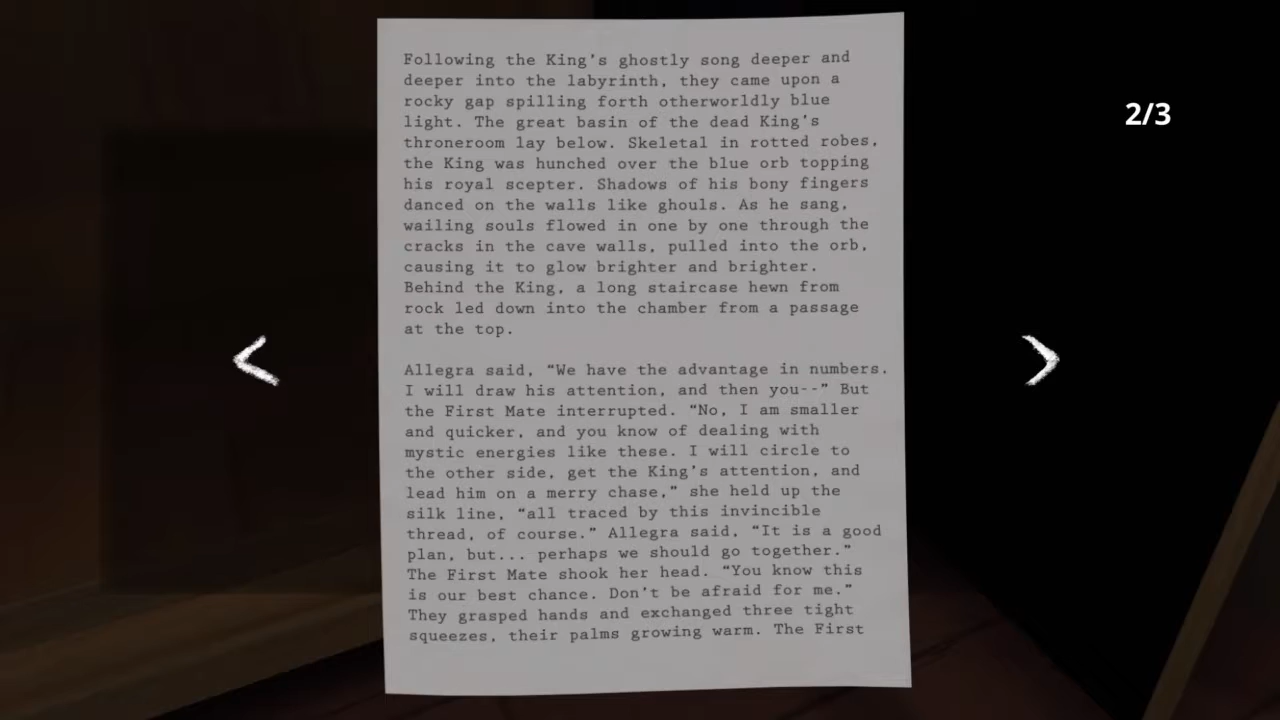 Following the King's ghostly song deeper and
deeper into the labyrinth, they came upon a
rocky gap spilling forth otherworldly blue
light. The great basin of the dead King's
throneroom lay below. Skeletal in rotted robes,
the King was hunched over the blue orb topping
his royal scepter. Shadows of his bony fingers
danced on the walls like ghouls. As he sang,
wailing souls flowed in one by one through the
cracks in the cave walls, pulled into the orb,
causing it to glow brighter and brighter.
Behind the King, a long staircase hewn from
rock led down into the chamber from a passage
at the top.
Allegra said, “We have the advantage in numbers.
I will draw his attention, and then you--” But
the First Mate interrupted. “No, I am smaller
and quicker, and you know of dealing with
mystic energies like these. I will circle to
the other side, get the King's attention, and
lead him on a merry chase,” she held up the
silk line, “all traced by this invincible
thread, of course.” Allegra said, “It is a good
plan, but... perhaps we should go together.”
The First Mate shook her head. “You know this
is our best chance. Don't be afraid for me.”
They grasped hands and exchanged three tight
squeezes, their palms growing warm. The First
2/3